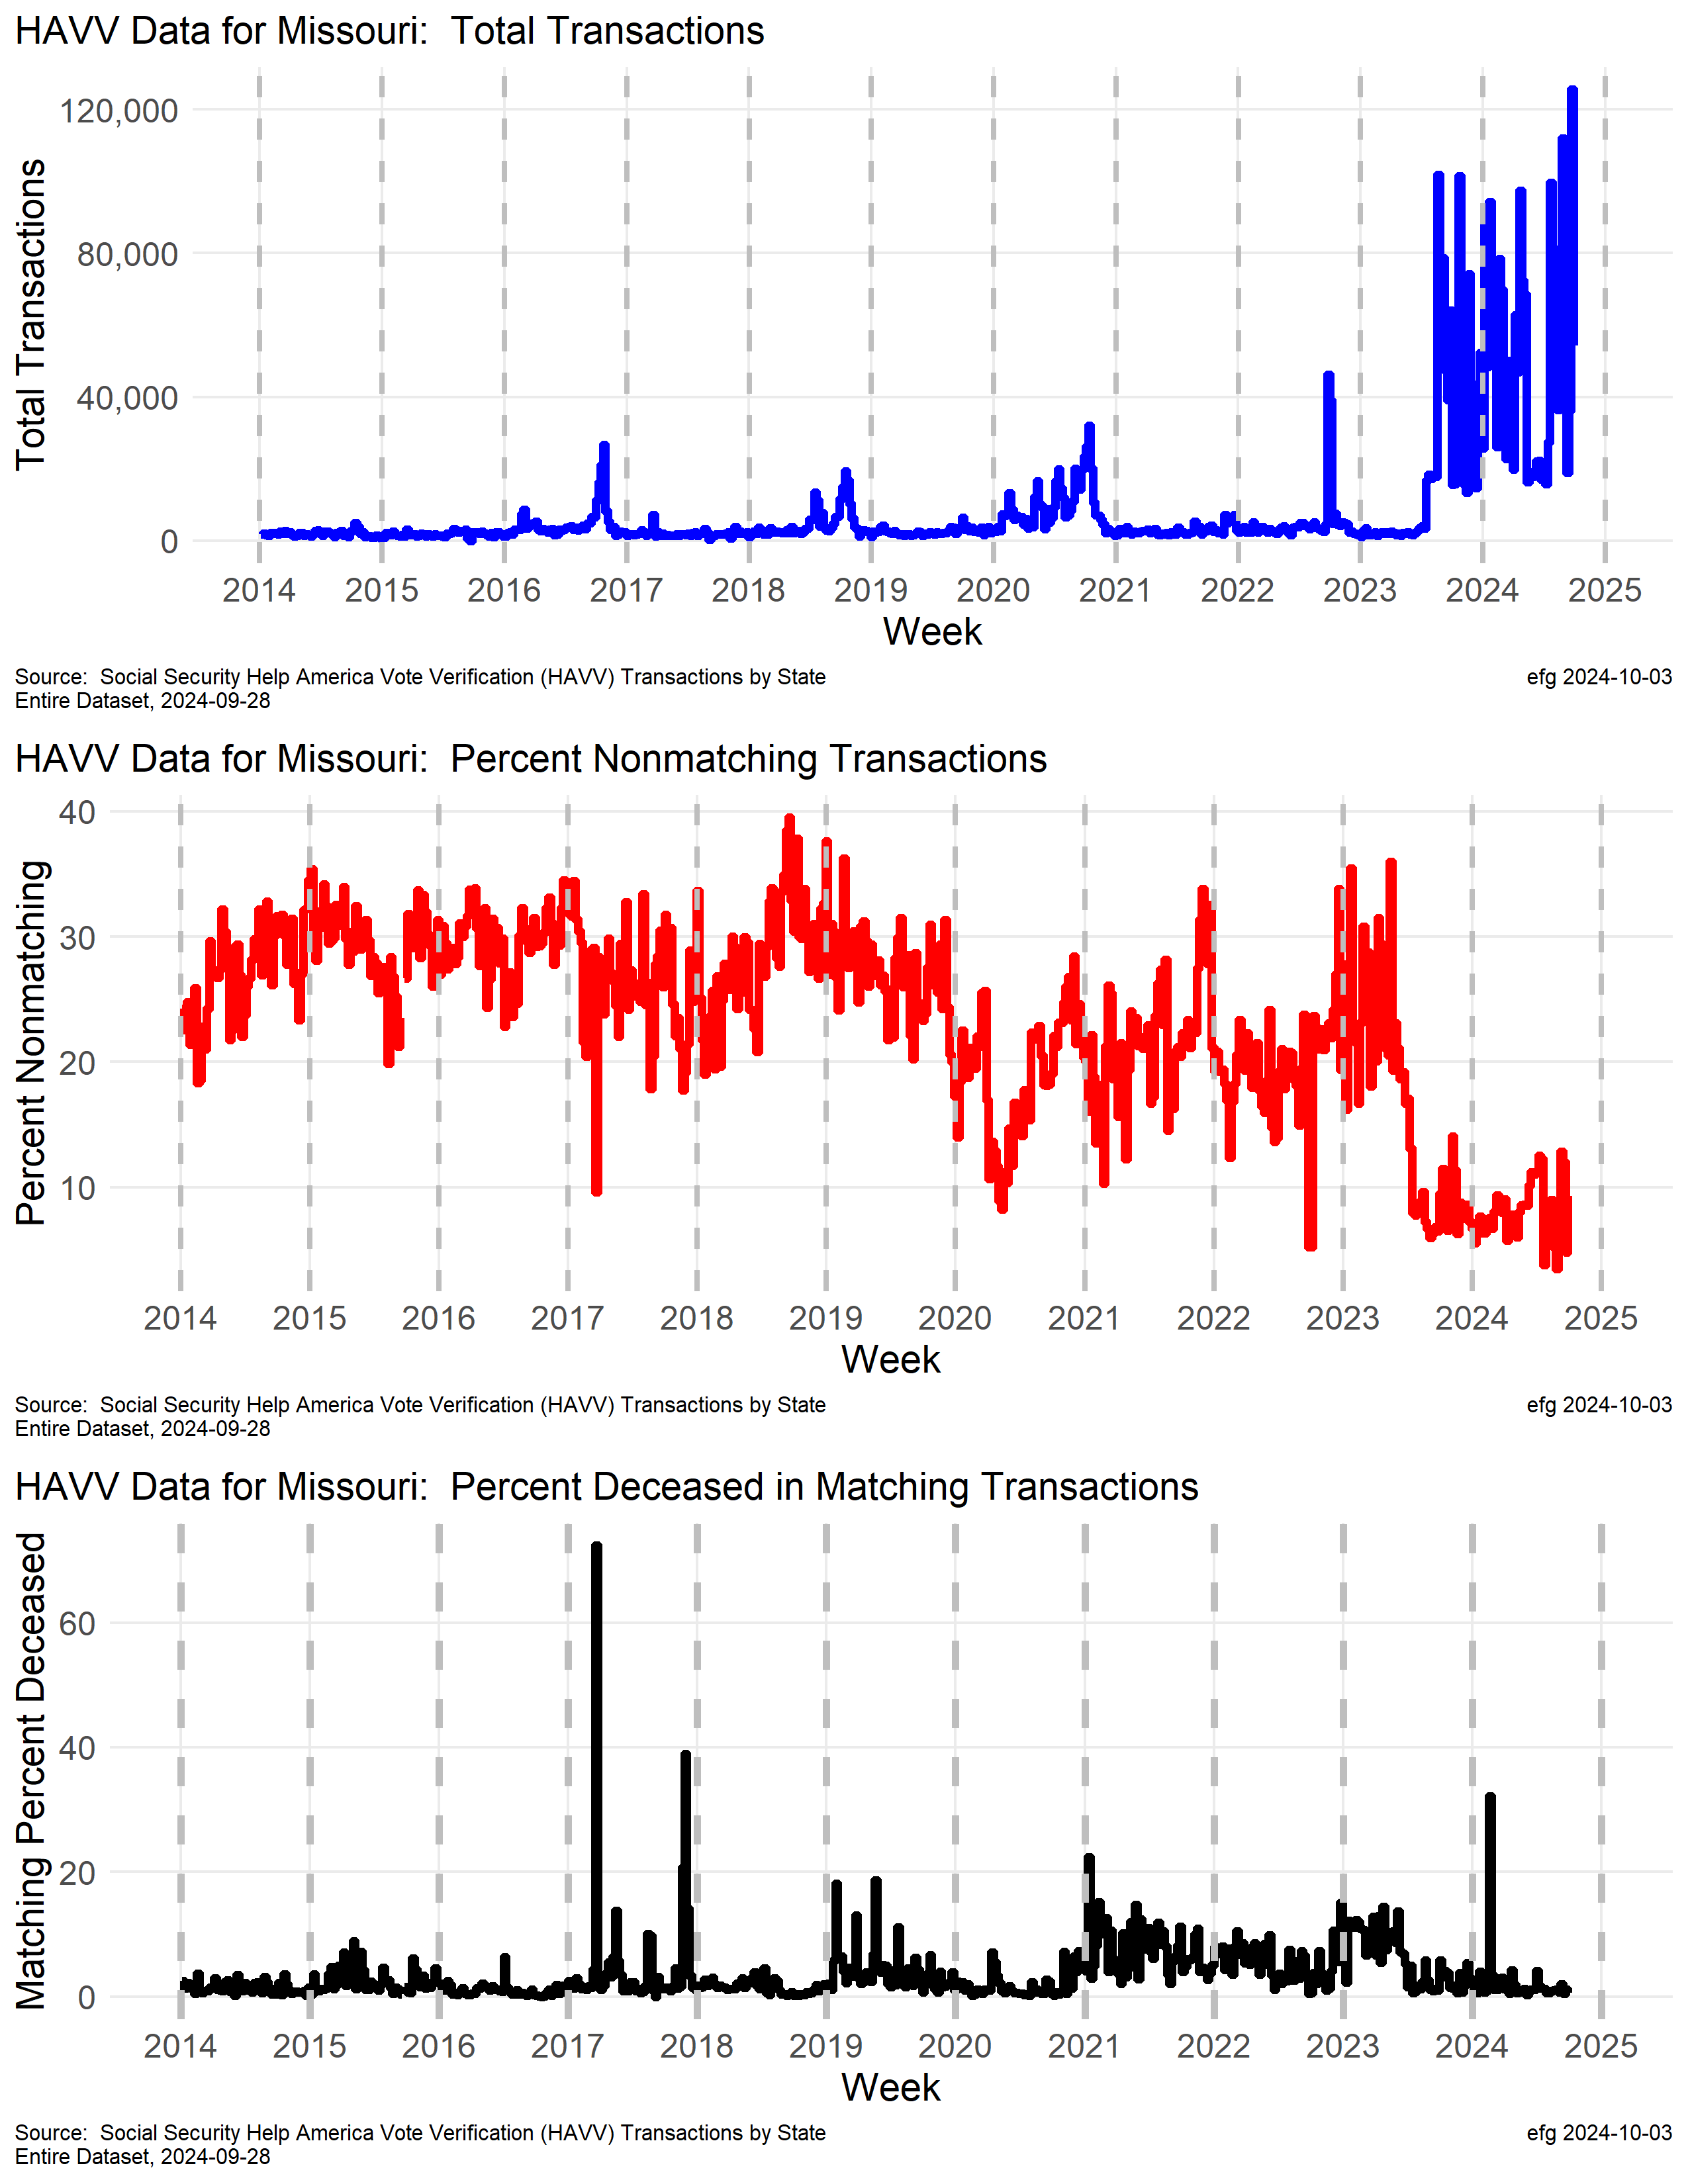 HAVV Data for Missouri:  Total Transactions
Total Transactions
120,000
80,000
40,000
0
2014 2015 2016 2017 2018 2019 2020 2021 2022 2023 2024 2025
Week
Source:  Social Security Help America Vote Verification (HAVV) Transactions by State
Entire Dataset, 2024-09-28
efg 2024-10-03
HAVV Data for Missouri:  Percent Nonmatching Transactions
Percent Nonmatching
40
30
20
10
2014 2015 2016 2017 2018 2019 2020 2021 2022 2023 2024 2025
Week
Source:  Social Security Help America Vote Verification (HAVV) Transactions by State
Entire Dataset, 2024-09-28
efg 2024-10-03
HAVV Data for Missouri:  Percent Deceased in Matching Transactions
Matching Percent Deceased
60
40
20
0
2014 2015 2016 2017 2018 2019 2020 2021 2022 2023 2024 2025
Week
Source:  Social Security Help America Vote Verification (HAVV) Transactions by State
Entire Dataset, 2024-09-28
efg 2024-10-03